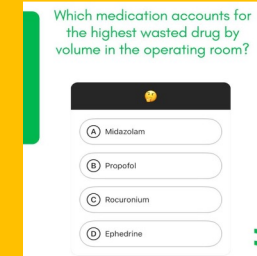 Which medication accounts for
the highest wasted drug by
volume in the operating room?
🤔
A Midazolam
B Propofol
C Rocuronium
D Ephedrine